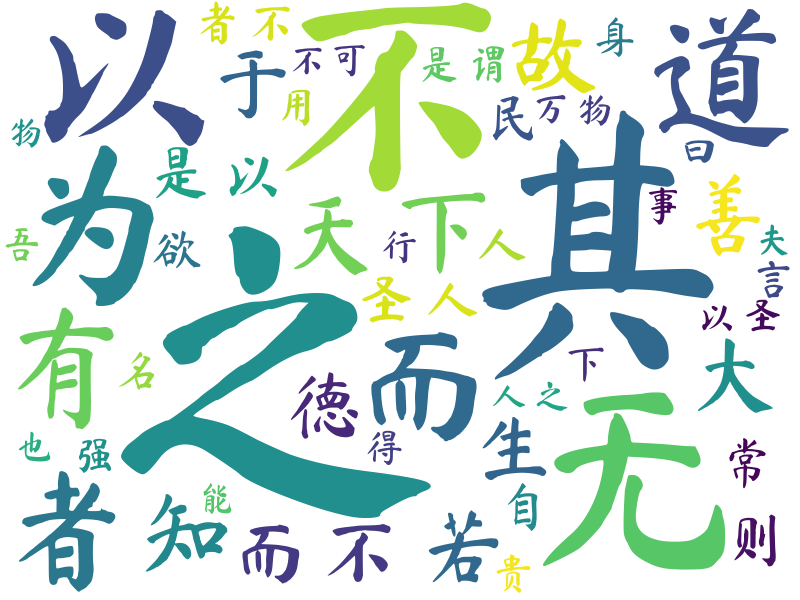 以
者不
于
不可
不
是谓
故
身
道
用
民
万物
曰
物
为
是
以
其
事
善
吾
欲
天下
行
人
夫
言
之
圣人
有
名
德
而
下
以圣
大
人之
无
也
强
得
生
常
者
知
能
而不
若
自
贵
则